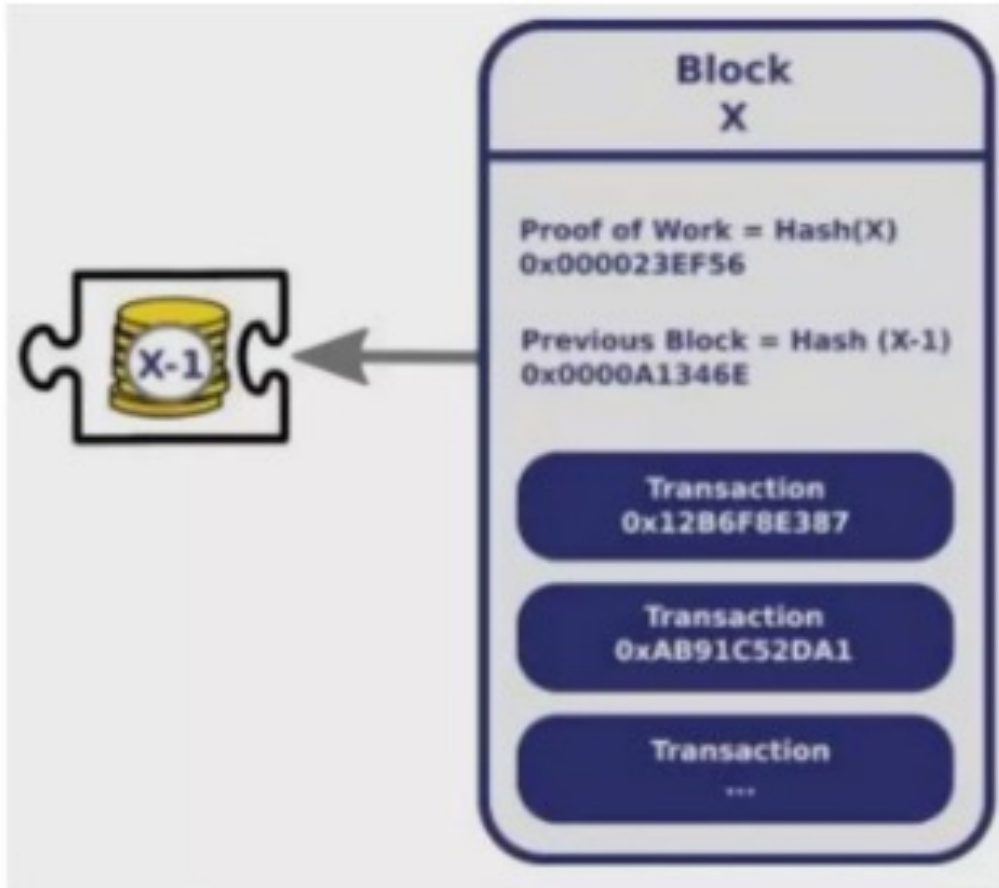 Block
X
Proof of Work = Hash(X)
0x000023EF56
Previous Block = Hash (X-1)
0x0000A1346E
X-1
Transaction
0x12B6F8E387
Transaction
0xAB91C52DA1
Transaction
...